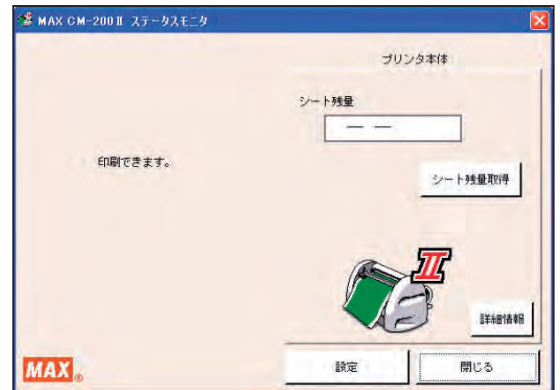 MAX CM-200Ⅱ ステータスモニタ
プリンタ本体
シート残量
— —
印刷できます。
シート残量取得
Ⅱ
詳細情報
MAX®
設定
閉じる